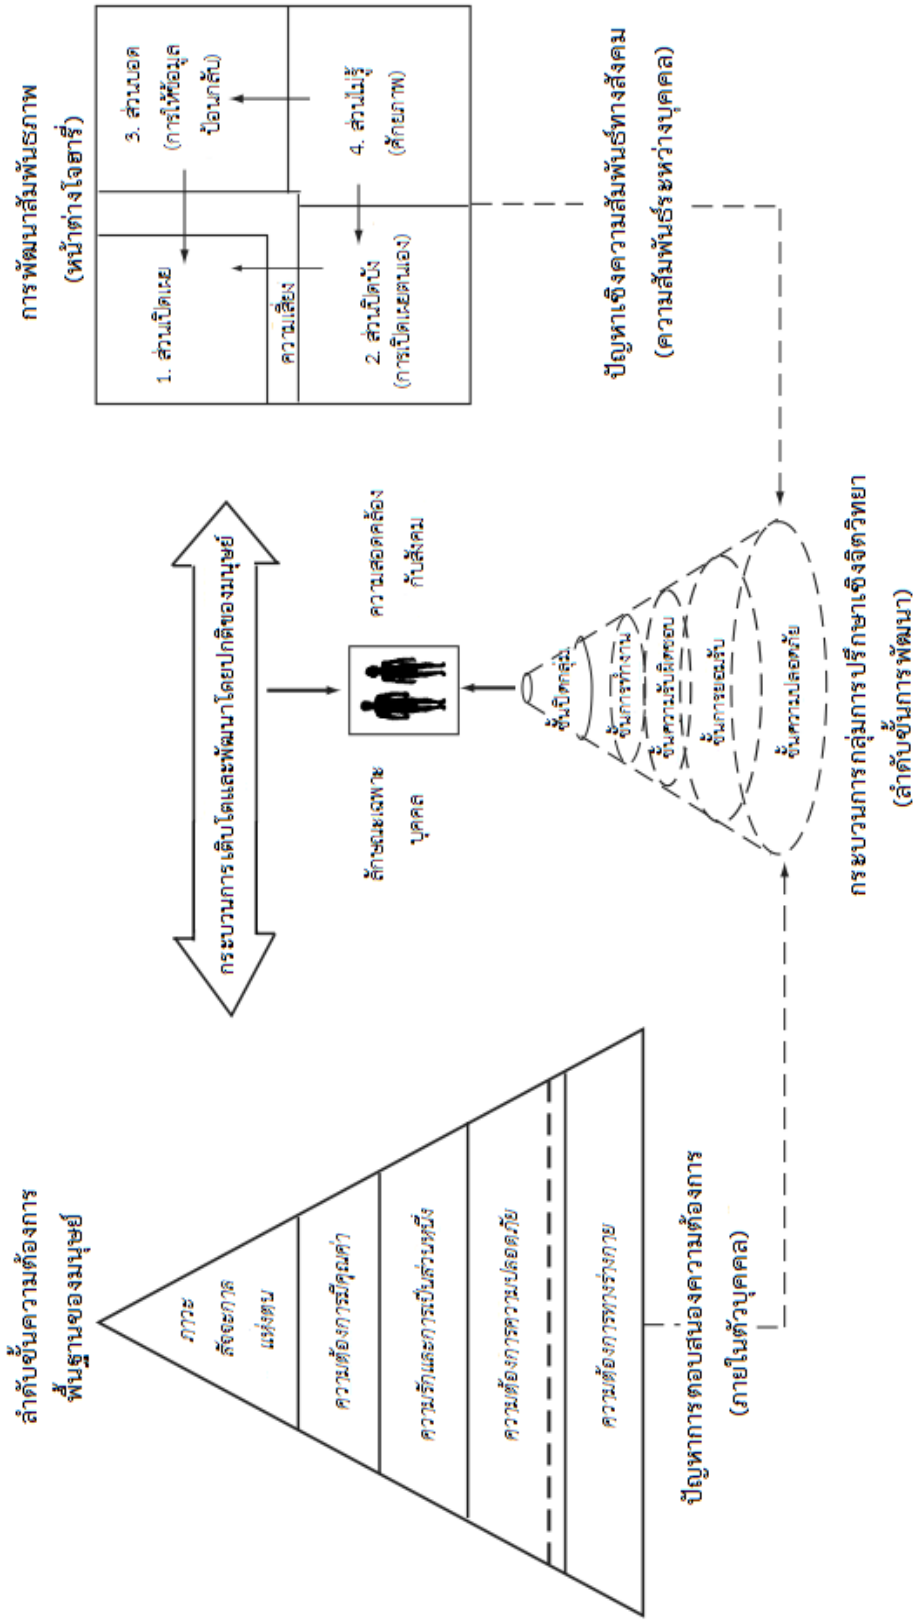 ลำดับขั้นความต้องการ
พื้นฐานของมนุษย์
ภาวะ
สัจจะการ
แห่งตน
ความต้องการมีคุณค่า
ความรักและการเป็นส่วนหนึ่ง
ความต้องการความปลอดภัย
ความต้องการทางร่างกาย
ปัญหาการตอบสนองความต้องการ
(ภายในตัวบุคคล)
กระบวนการเติบโตและพัฒนาโดยปกติของมนุษย์
ลักษณะเฉพาะ
บุคคล
ความสอดคล้อง
กับสังคม
ขั้นปิดกลุ่ม
ขั้นการทำงาน
ขั้นความรับผิดชอบ
ขั้นการยอมรับ
ขั้นความปลอดภัย
กระบวนการกลุ่มการปรึกษาเชิงจิตวิทยา
(ลำดับขั้นการพัฒนา)
การพัฒนาสัมพันธภาพ
(หน้าต่างโจฮารี่)
1. ส่วนเปิดเผย
3. ส่วนบอด
(การให้ข้อมูล
ป้อนกลับ)
ความเสี่ยง
2. ส่วนปิดบัง
(การเปิดเผยตนเอง)
4. ส่วนไม่รู้
(ศักยภาพ)
ปัญหาเชิงความสัมพันธ์ทางสังคม
(ความสัมพันธ์ระหว่างบุคคล)